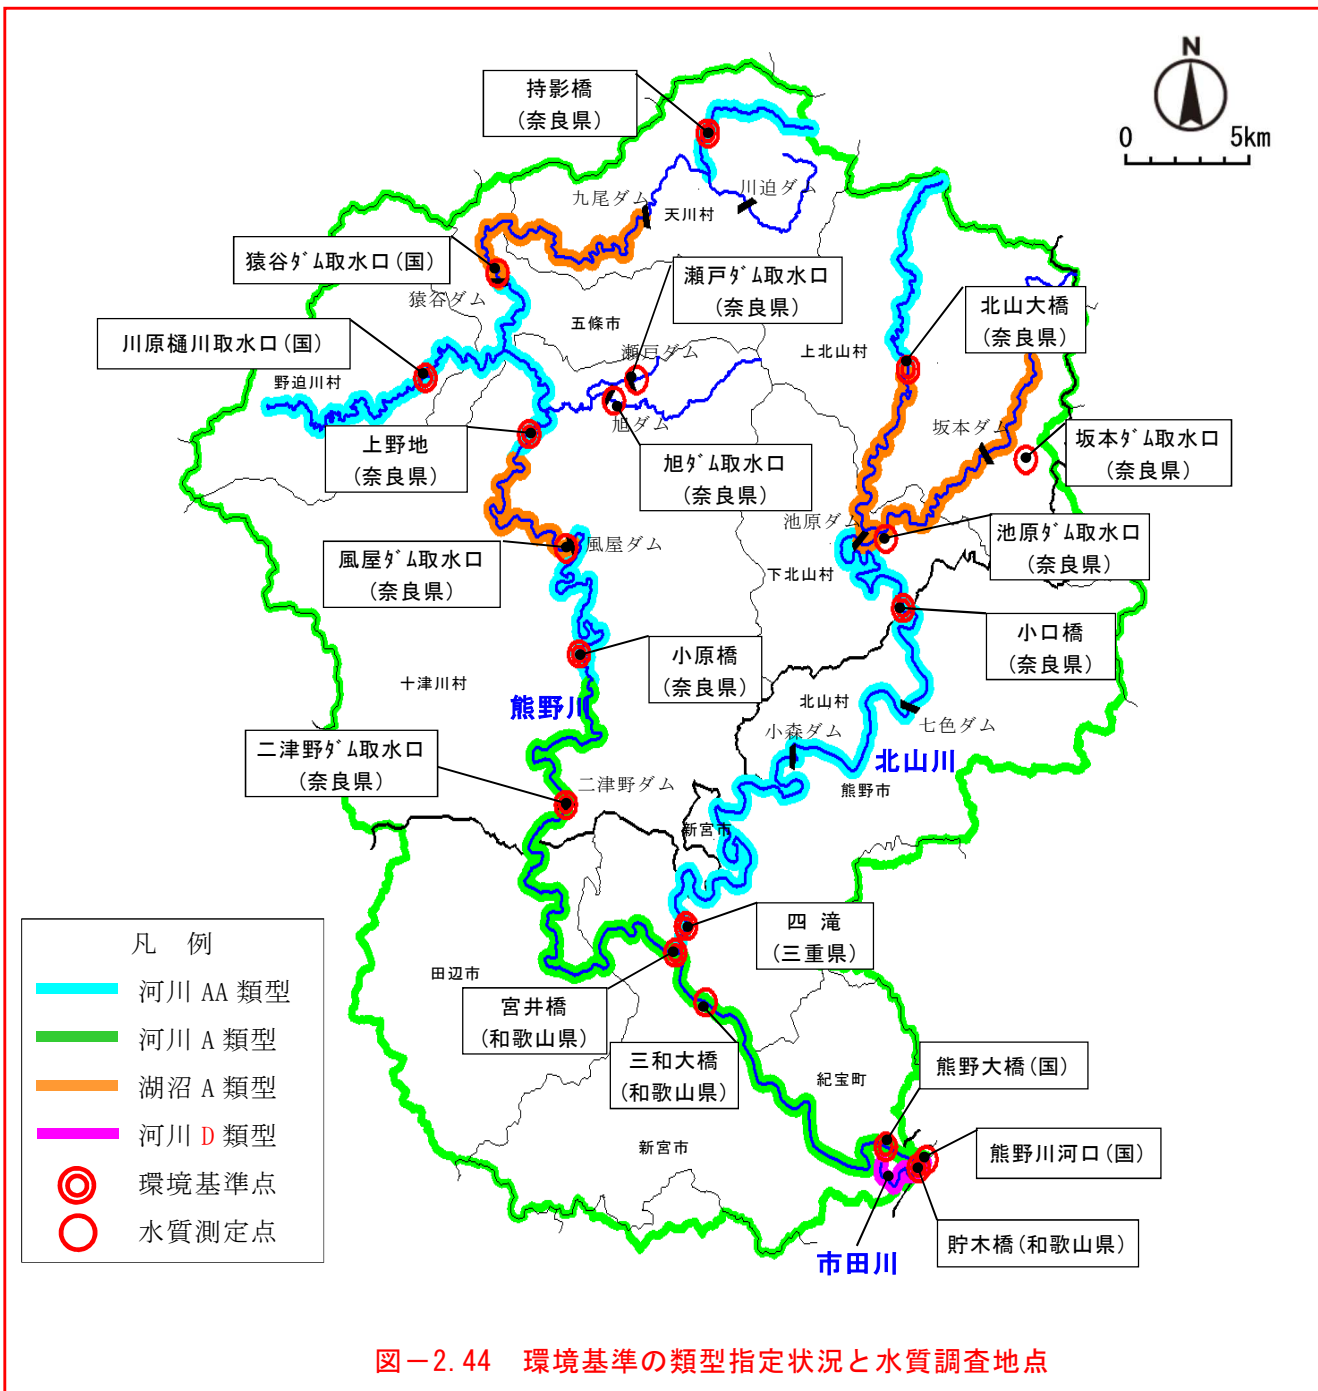 N
0 5km
持影橋
(奈良県)
九尾ダム
川迫ダム
天川村
猿谷ﾀﾞﾑ取水口(国)
猿谷ダム
瀬戸ﾀﾞﾑ取水口
(奈良県)
北山大橋
(奈良県)
川原樋川取水口(国)
五條市
瀬戸ダム
上北山村
野迫川村
旭ダム
坂本ダム
坂本ﾀﾞﾑ取水口
(奈良県)
上野地
(奈良県)
旭ﾀﾞﾑ取水口
(奈良県)
池原ダム
池原ﾀﾞﾑ取水口
(奈良県)
風屋ダム
風屋ﾀﾞﾑ取水口
(奈良県)
下北山村
小口橋
(奈良県)
小原橋
(奈良県)
十津川村
熊野川
北山村
七色ダム
小森ダム
北山川
二津野ﾀﾞﾑ取水口
(奈良県)
二津野ダム
熊野市
新宮市
四 滝
(三重県)
田辺市
宮井橋
(和歌山県)
三和大橋
(和歌山県)
紀宝町
熊野大橋(国)
新宮市
熊野川河口(国)
貯木橋(和歌山県)
市田川
凡 例
河川 AA 類型
河川 A 類型
湖沼 A 類型
河川 D 類型
環境基準点
水質測定点
図－2.44 環境基準の類型指定状況と水質調査地点